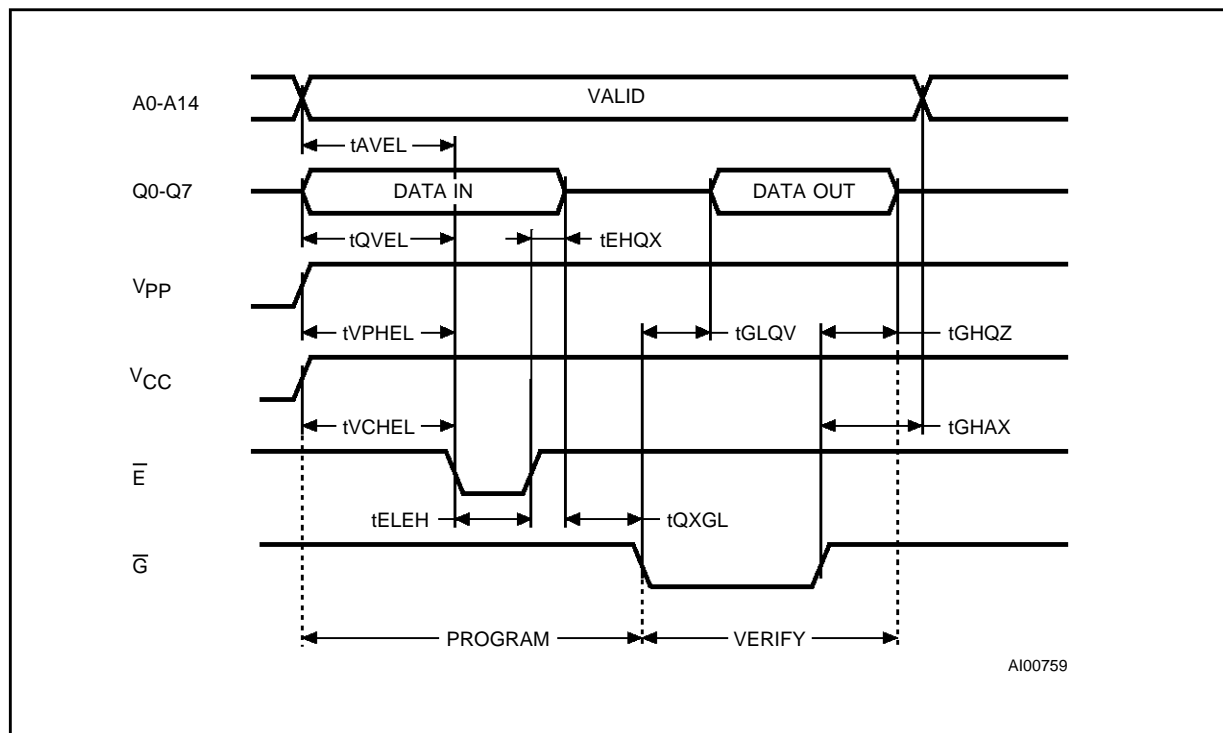 A0-A14
VALID
tAVEL
Q0-Q7
DATA IN
DATA OUT
tQVEL
tEHQX
VPP
tVPHEL
tGLQV
tGHQZ
VCC
tVCHEL
tGHAX
E
tELEH
tQXGL
G
PROGRAM
VERIFY
AI00759